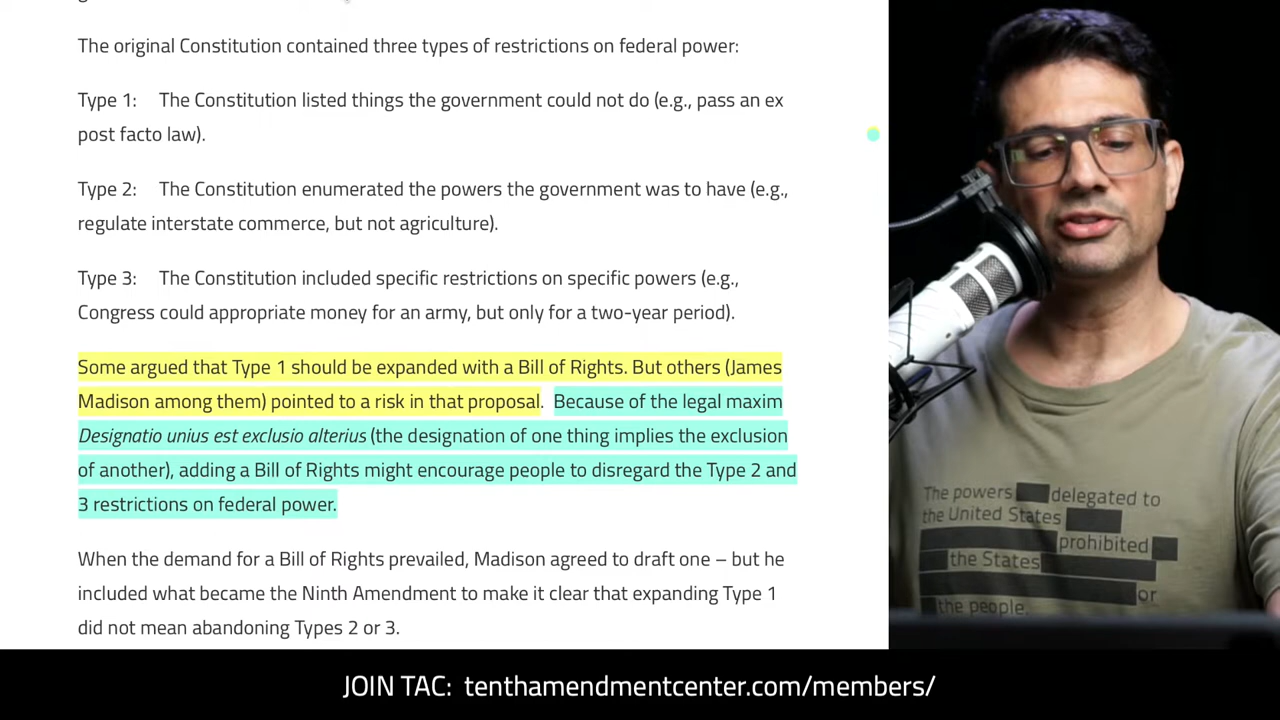 The original Constitution contained three types of restrictions on federal power:
Type 1: The Constitution listed things the government could not do (e.g., pass an ex
post facto law).
Type 2: The Constitution enumerated the powers the government was to have (e.g.,
regulate interstate commerce, but not agriculture).
Type 3: The Constitution included specific restrictions on specific powers (e.g.,
Congress could appropriate money for an army, but only for a two-year period).
Some argued that Type 1 should be expanded with a Bill of Rights. But others (James
Madison among them) pointed to a risk in that proposal. Because of the legal maxim
Designatio unius est exclusio alterius (the designation of one thing implies the exclusion
of another), adding a Bill of Rights might encourage people to disregard the Type 2 and
3 restrictions on federal power.
When the demand for a Bill of Rights prevailed, Madison agreed to draft one – but he
included what became the Ninth Amendment to make it clear that expanding Type 1
did not mean abandoning Types 2 or 3.
The powers delegated to
the United States
prohibited
the States
or
the people.
JOIN TAC: tenthamendmentcenter.com/members/